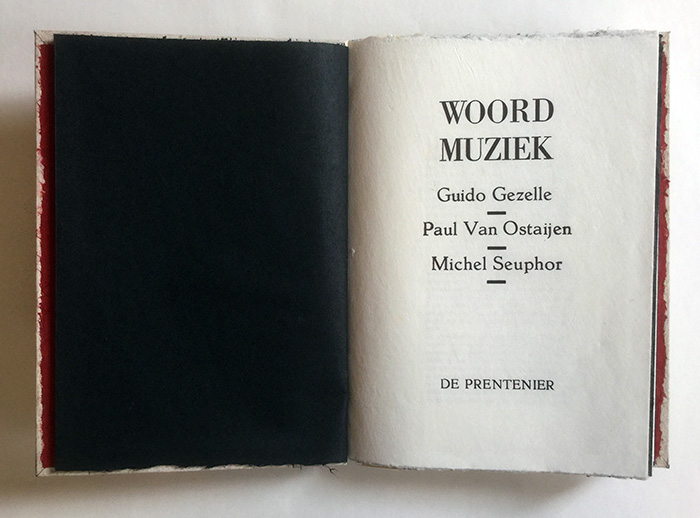 WOORD
MUZIEK
Guido Gezelle
Paul Van Ostaijen
Michel Seuphor
DE PRENTENIER